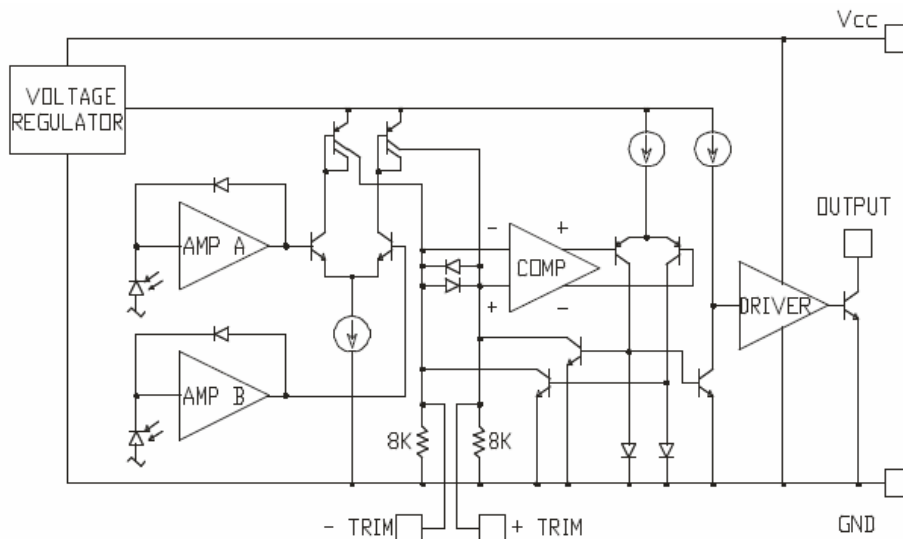 Vcc
VOLTAGE
REGULATOR
OUTPUT
AMP A
- +
COMP
+ -
DRIVER
AMP B
8K 8K
- TRIM + TRIM
GND